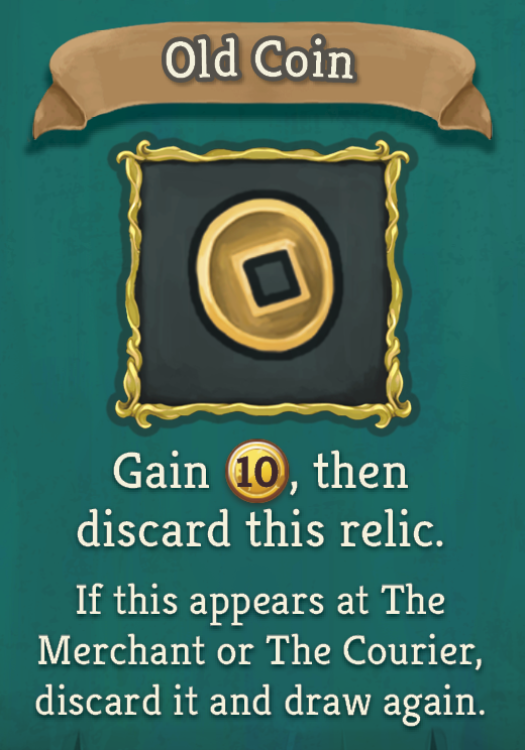 Old Coin
Gain 10, then
discard this relic.
If this appears at The
Merchant or The Courier,
discard it and draw again.